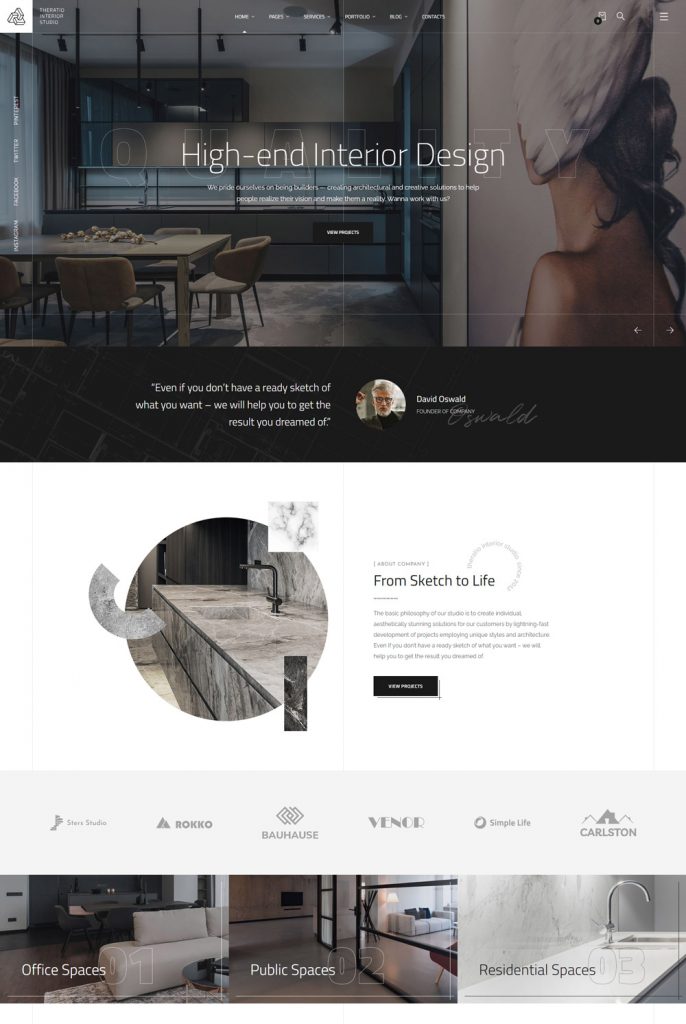 THERATIO
INTERIOR
STUDIO
HOME
PAGES
SERVICES
PORTFOLIO
BLOG
CONTACTS
0
PINTEREST
TWITTER
FACEBOOK
INSTAGRAM
QUALITY
High-end Interior Design
We pride ourselves on being builders — creating architectural and creative solutions to help
people realize their vision and make them a reality. Wanna work with us?
VIEW PROJECTS
“Even if you don’t have a ready sketch of
what you want – we will help you to get the
result you dreamed of.”
David Oswald
FOUNDER OF COMPANY
Oswald
[ ABOUT COMPANY ]
theratio interior studio
From Sketch to Life
The basic philosophy of our studio is to create individual,
aesthetically stunning solutions for our customers by lightning-fast
development of projects employing unique styles and architecture.
Even if you don’t have a ready sketch of what you want – we will
help you to get the result you dreamed of.
VIEW PROJECTS
Sterx Studio
ROKKO
BAUHAUSE
VENOR
Simple Life
CARLSTON
Office Spaces
01
Public Spaces
02
Residential Spaces
03